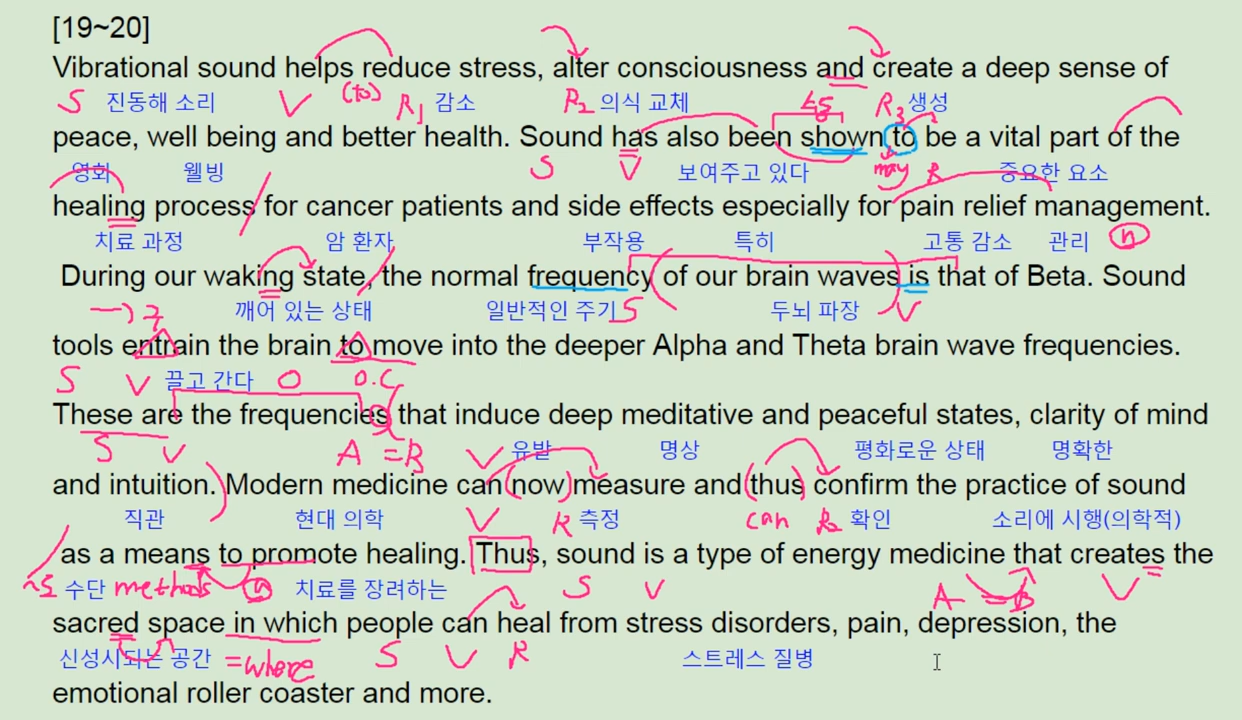 [19~20]
Vibrational sound helps reduce stress, alter consciousness and create a deep sense of
S 진동해 소리 V (to) R1 감소 R2 의식 교체 R3 생성
peace, well being and better health. Sound has also been shown to be a vital part of the
영화 웰빙 S V 보여주고 있다 may R 중요한 요소
healing process / for cancer patients and side effects especially for pain relief management.
치료 과정 암 환자 부작용 특히 고통 감소 관리 n
During our waking state, / the normal frequency (of our brain waves) is that of Beta. Sound
깨어 있는 상태 일반적인 주기 S 두뇌 파장 V
tools entrain the brain to move into the deeper Alpha and Theta brain wave frequencies.
S V 끌고 간다 O O.C
These are the frequencies (that induce deep meditative and peaceful states, clarity of mind
S V A = B V 유발 명상 평화로운 상태 명확한
and intuition.) Modern medicine can (now) measure and (thus) confirm the practice of sound
직관 현대 의학 V R 측정 can R2 확인 소리에 시행(의학적)
/ as a means to promote healing. Thus, sound is a type of energy medicine that creates the
수단 methods 치료를 장려하는 S V A = B V
sacred space in which people can heal from stress disorders, pain, depression, the
신성시되는 공간 =where S V R 스트레스 질병
emotional roller coaster and more.